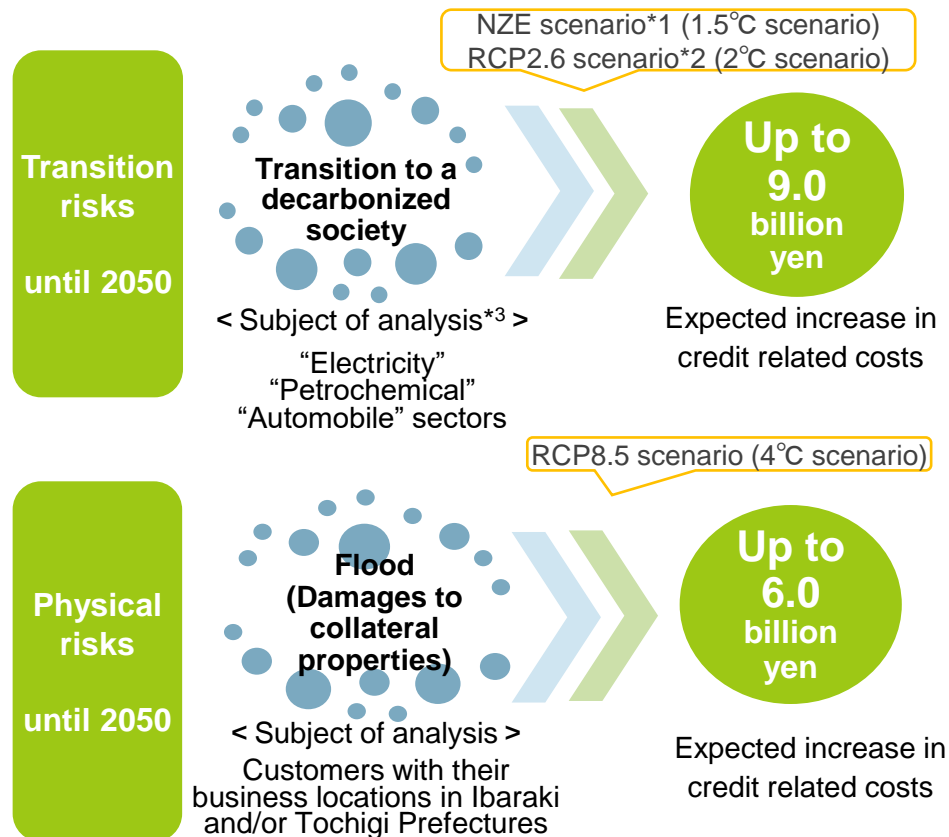 NZE scenario*1 (1.5℃ scenario)
RCP2.6 scenario*2 (2℃ scenario)
Transition
risks
until 2050
Transition to a
decarbonized
society
< Subject of analysis*3 >
“Electricity”
“Petrochemical”
“Automobile” sectors
Up to
9.0
billion
yen
Expected increase in
credit related costs
RCP8.5 scenario (4℃ scenario)
Physical
risks
until 2050
Flood
(Damages to
collateral
properties)
< Subject of analysis >
Customers with their
business locations in Ibaraki
and/or Tochigi Prefectures
Up to
6.0
billion
yen
Expected increase in
credit related costs